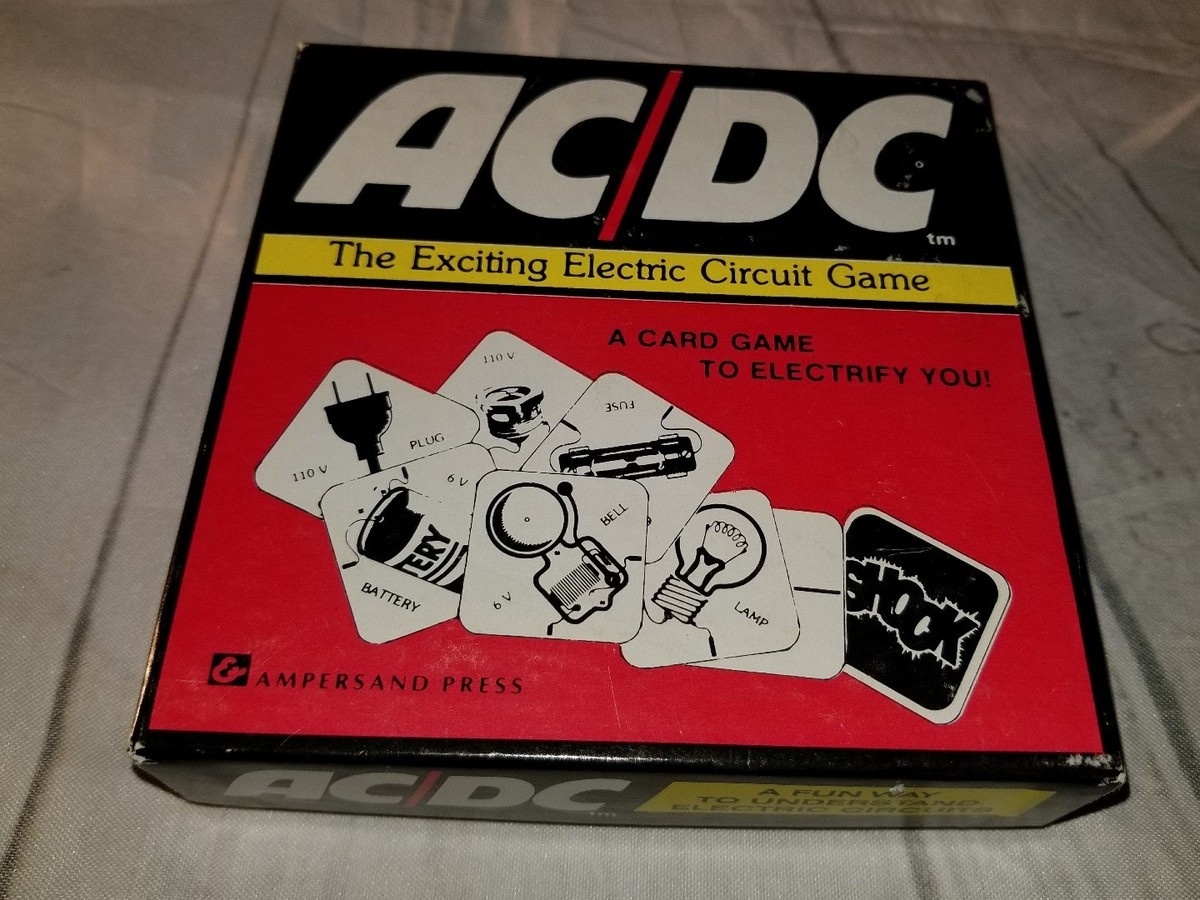 AC/DC
tm
The Exciting Electric Circuit Game
A CARD GAME
TO ELECTRIFY YOU!
110 V
FUSE
PLUG
110 V
6 V
ERY
BATTERY
BELL
6 V
LAMP
SHOCK
& AMPERSAND PRESS
AC/DC
tm
A FUN WAY
TO UNDERSTAND
ELECTRIC CIRCUITS